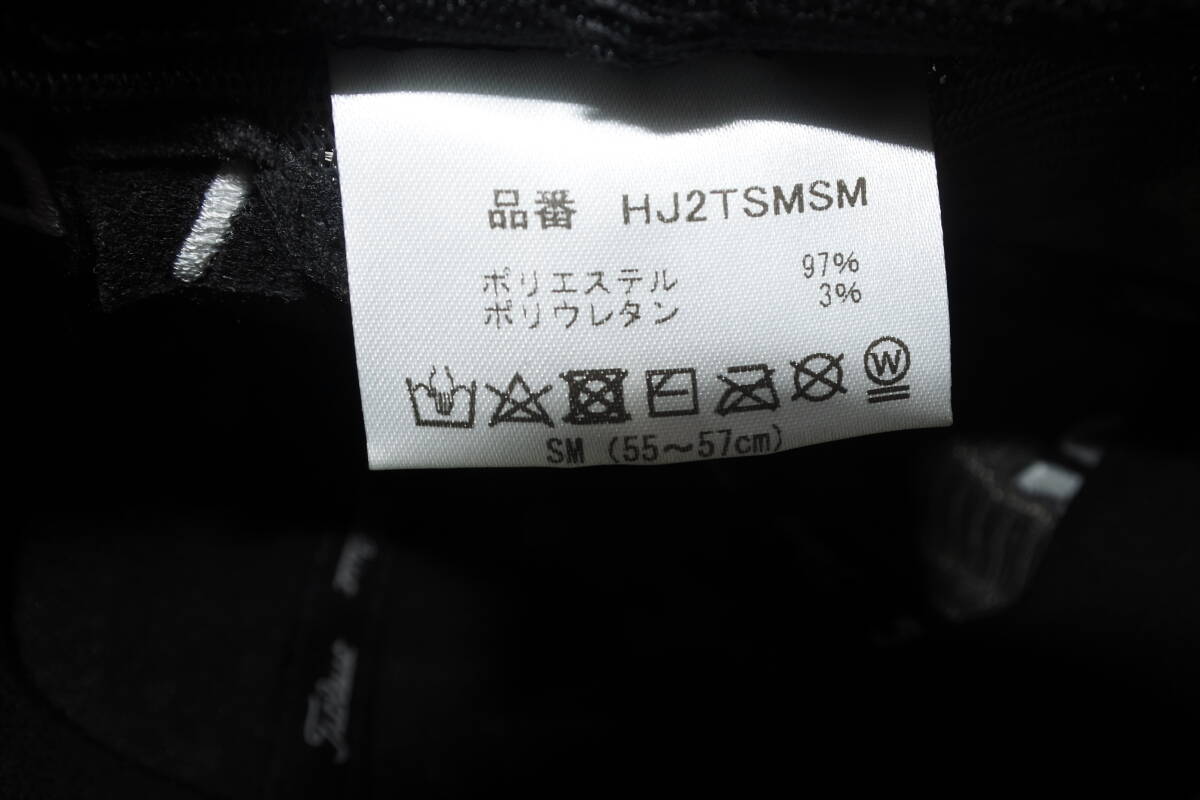 品番 HJ2TSMSM
ポリエステル 97%
ポリウレタン 3%
W
SM (55～57cm)
Titleist